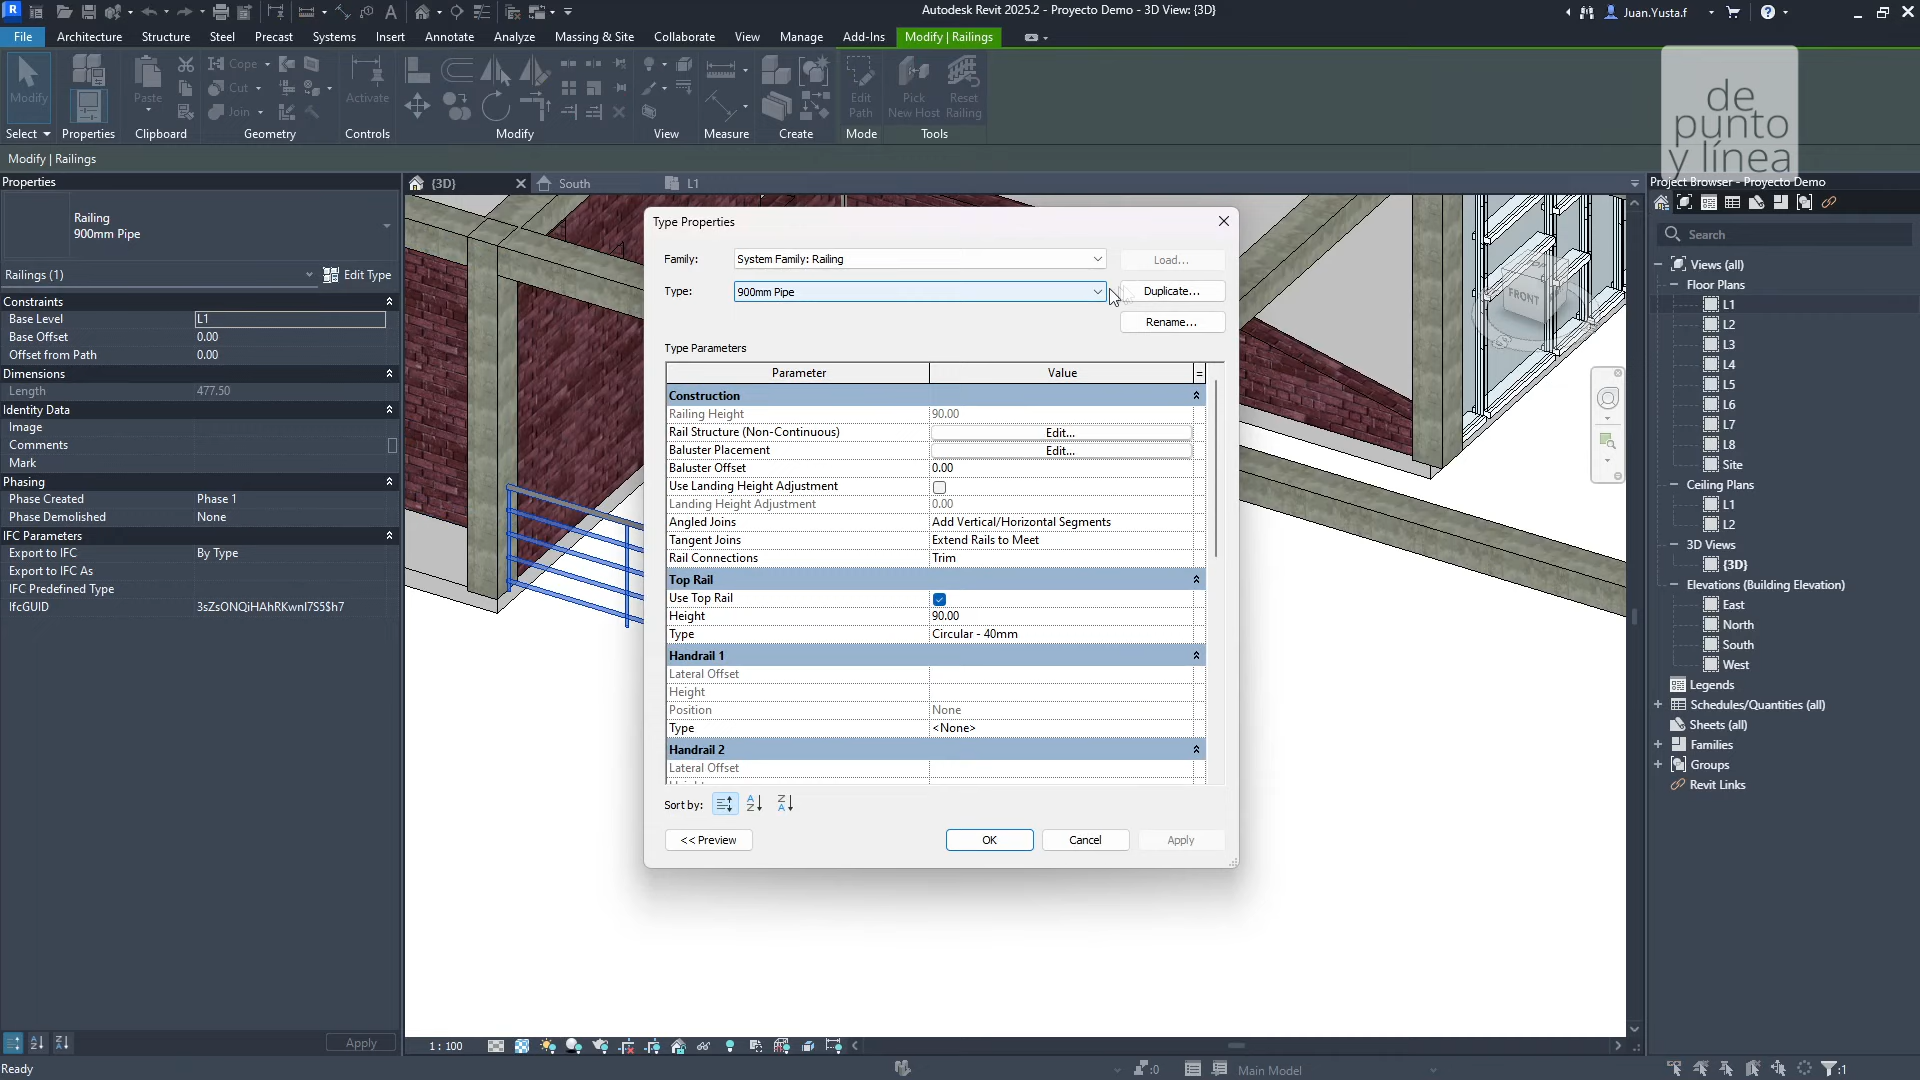 Autodesk Revit 2025.2 - Proyecto Demo - 3D View: {3D}
Juan.Yusta.f
File Architecture Structure Steel Precast Systems Insert Annotate Analyze Massing & Site Collaborate View Manage Add-Ins Modify | Railings
Modify
Paste
Cope
Cut
Join
Activate
Edit Path
Pick New Host
Reset Railing
Select Properties Clipboard Geometry Controls Modify View Measure Create Mode Tools
de
punto
y línea
Modify | Railings
Properties
Railing
900mm Pipe
Railings (1)
Edit Type
Constraints
Base Level L1
Base Offset 0.00
Offset from Path 0.00
Dimensions
Length 477.50
Identity Data
Image
Comments
Mark
Phasing
Phase Created Phase 1
Phase Demolished None
IFC Parameters
Export to IFC By Type
Export to IFC As
IFC Predefined Type
IfcGUID 3sZsONQiHAhRKwnI7S5$h7
Apply
{3D}
South
L1
FRONT
Type Properties
Family: System Family: Railing Load...
Type: 900mm Pipe Duplicate...
Rename...
Type Parameters
Parameter Value =
Construction
Railing Height 90.00
Rail Structure (Non-Continuous) Edit...
Baluster Placement Edit...
Baluster Offset 0.00
Use Landing Height Adjustment
Landing Height Adjustment 0.00
Angled Joins Add Vertical/Horizontal Segments
Tangent Joins Extend Rails to Meet
Rail Connections Trim
Top Rail
Use Top Rail
Height 90.00
Type Circular - 40mm
Handrail 1
Lateral Offset
Height
Position None
Type <None>
Handrail 2
Lateral Offset
Sort by:
<< Preview OK Cancel Apply
Project Browser - Proyecto Demo
Search
Views (all)
Floor Plans
L1
L2
L3
L4
L5
L6
L7
L8
Site
Ceiling Plans
L1
L2
3D Views
{3D}
Elevations (Building Elevation)
East
North
South
West
Legends
Schedules/Quantities (all)
Sheets (all)
Families
Groups
Revit Links
1 : 100
Ready
:0
Main Model
:1